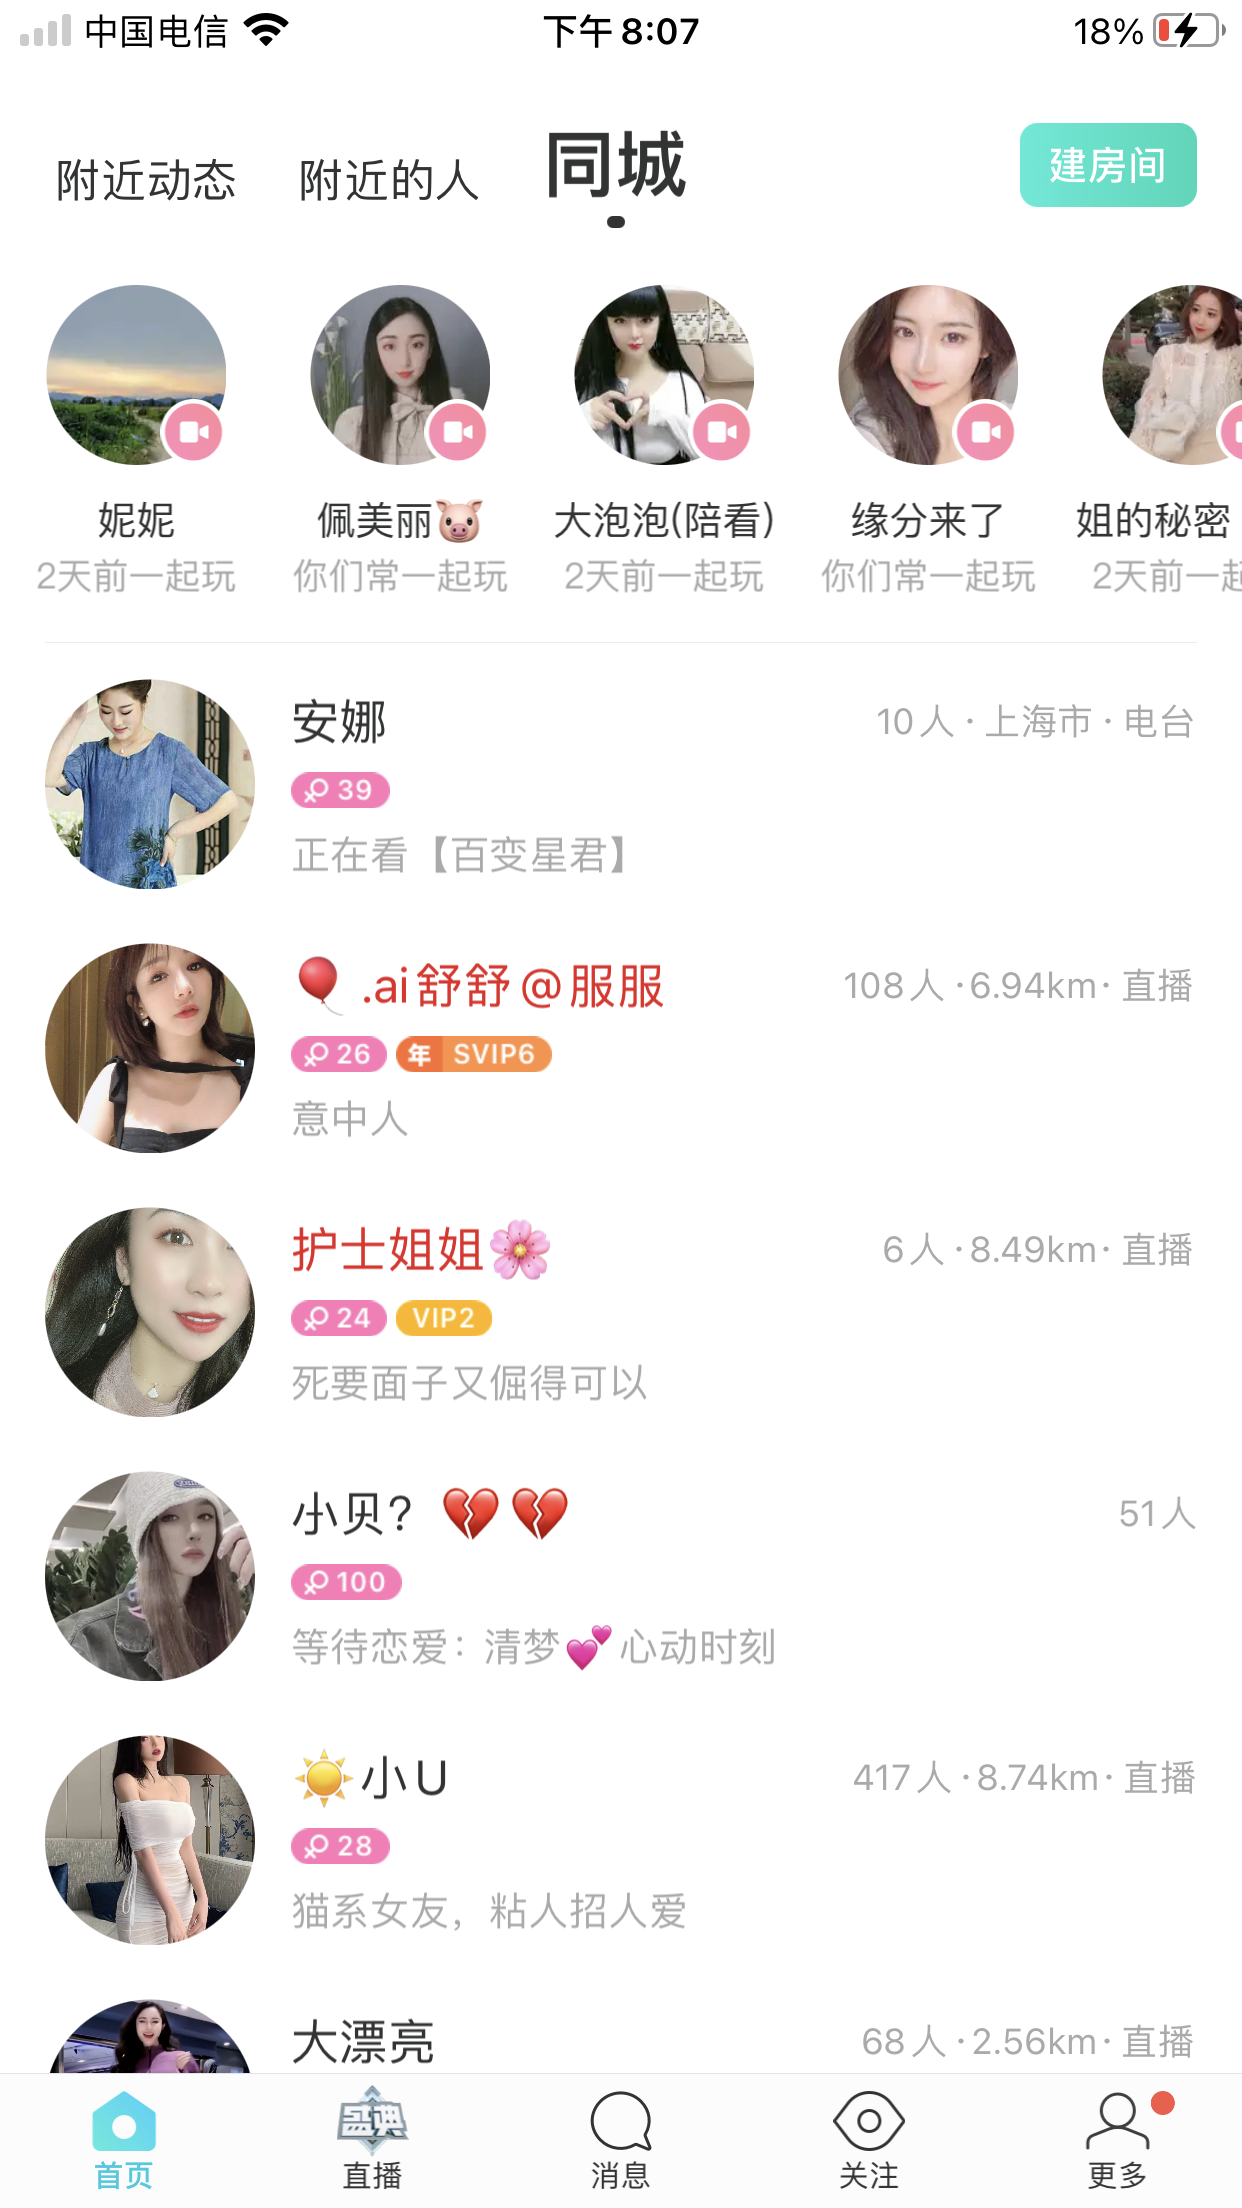 中国电信 下午 8:07 18%
附近动态 附近的人 同城 建房间
妮妮 佩美丽🐷 大泡泡(陪看) 缘分来了 姐的秘密
2天前一起玩 你们常一起玩 2天前一起玩 你们常一起玩 2天前一起
安娜 10人 · 上海市 · 电台
39
正在看【百变星君】
🎈.ai舒舒@服服 108人 ·6.94km· 直播
26 年 SVIP6
意中人
护士姐姐🌸 6人 ·8.49km· 直播
24 VIP2
死要面子又倔得可以
小贝? 💔💔 51人
100
等待恋爱：清梦💕心动时刻
☀️小U 417人 ·8.74km· 直播
28
猫系女友，粘人招人爱
大漂亮 68人 ·2.56km· 直播
盛典
首页 直播 消息 关注 更多